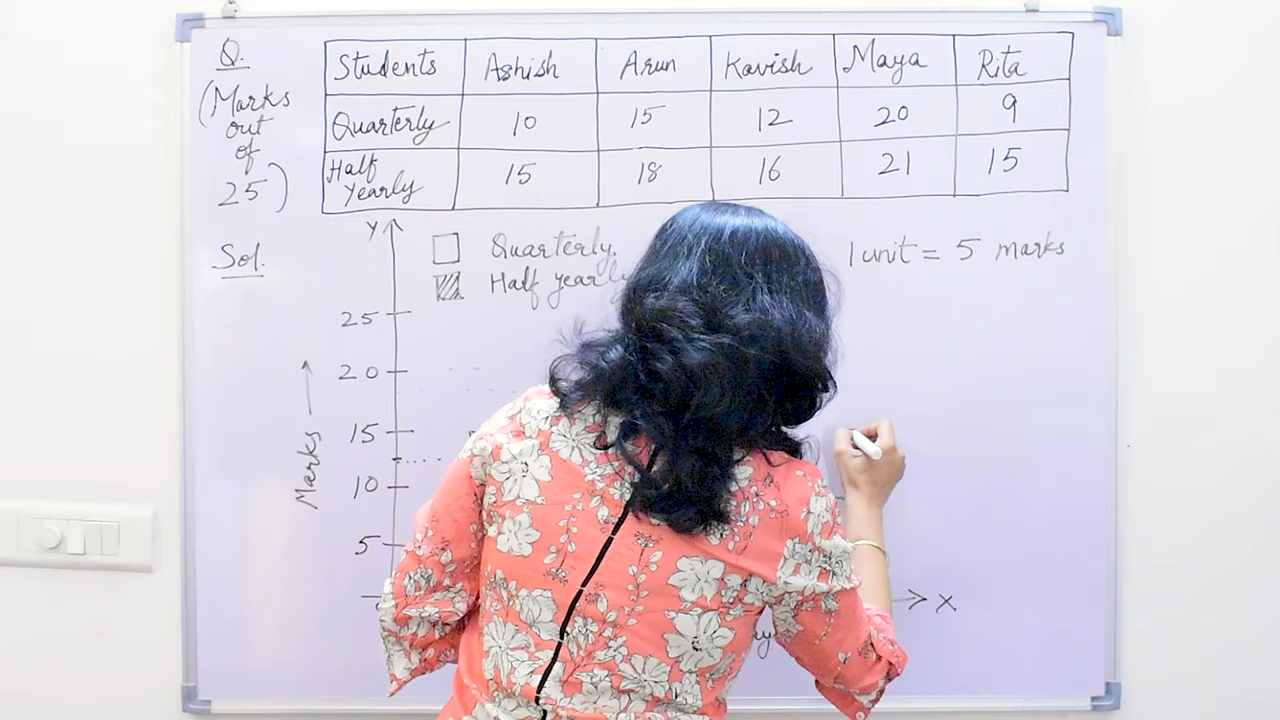 Q.
(Marks
out
of
25)
Students Ashish Arun Kavish Maya Rita
Quarterly 10 15 12 20 9
Half
Yearly 15 18 16 21 15
Sol.
Y
Quarterly
Half yearly
1 unit = 5 marks
25
20
15
10
5
Marks
X